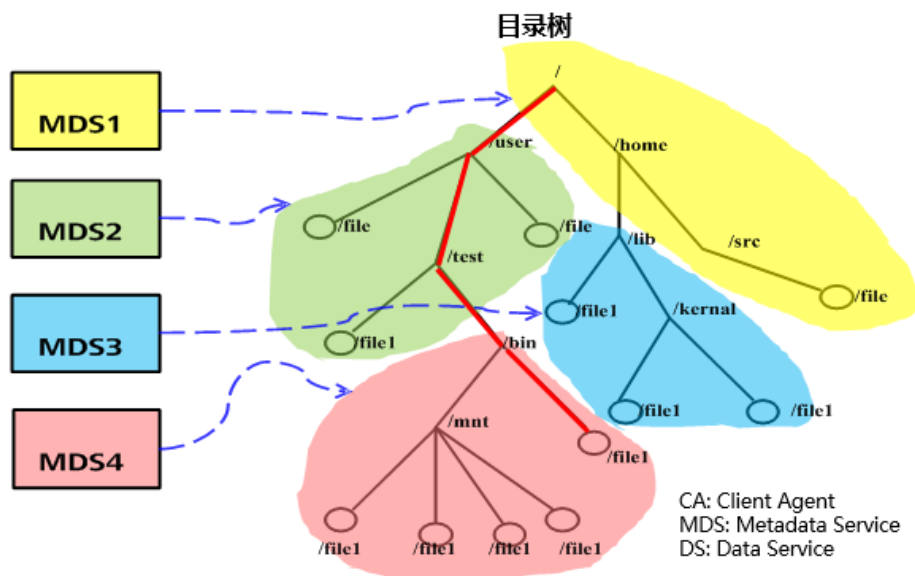 目录树
/
MDS1
/user
/home
MDS2
/file
/file
/lib
/src
/test
/file
MDS3
/file1
/kernal
/file1
/bin
/file1
/file1
MDS4
/mnt
/file1
/file1
/file1
/file1
/file1
CA: Client Agent
MDS: Metadata Service
DS: Data Service